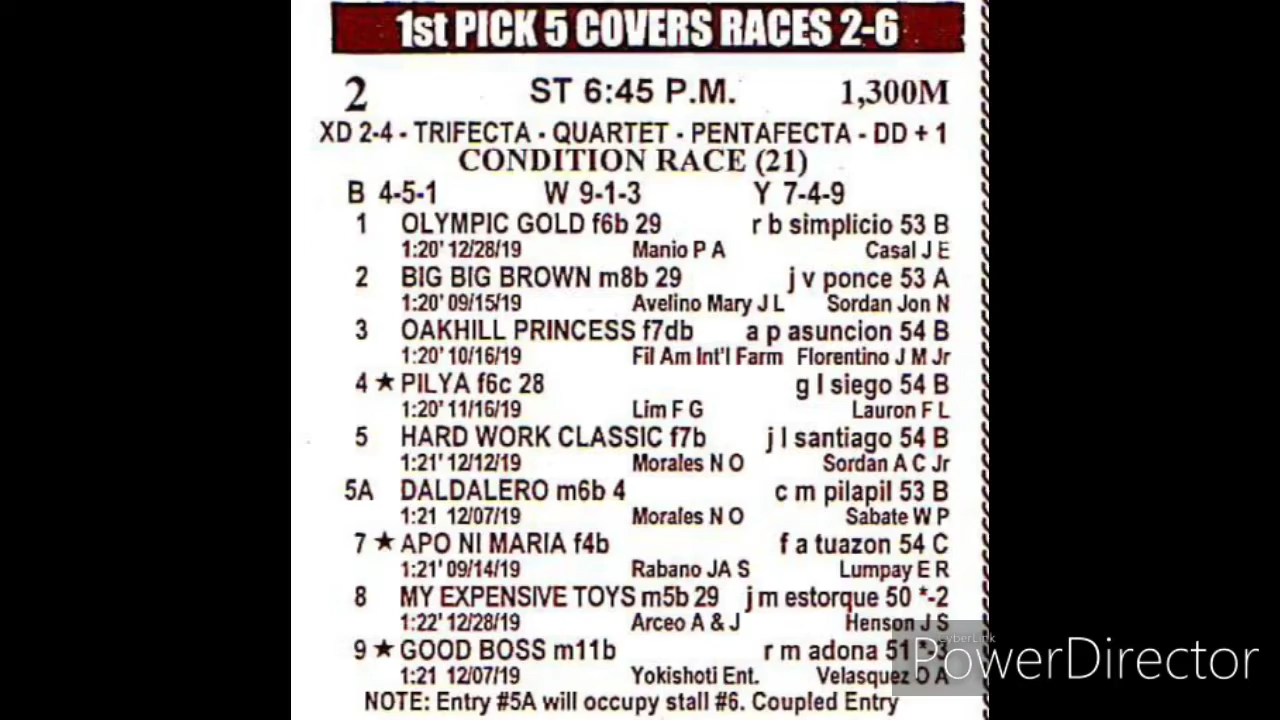 1st PICK 5 COVERS RACES 2-6
2 ST 6:45 P.M. 1,300M
XD 2-4 - TRIFECTA - QUARTET - PENTAFECTA - DD + 1
CONDITION RACE (21)
B 4-5-1 W 9-1-3 Y 7-4-9
1 OLYMPIC GOLD f6b 29 r b simplicio 53 B
1:20' 12/28/19 Manio P A Casal J E
2 BIG BIG BROWN m8b 29 j v ponce 53 A
1:20' 09/15/19 Avelino Mary J L Sordan Jon N
3 OAKHILL PRINCESS f7db a p asuncion 54 B
1:20' 10/16/19 Fil Am Int'l Farm Florentino J M Jr
4 ★ PILYA f6c 28 g l siego 54 B
1:20' 11/16/19 Lim F G Lauron F L
5 HARD WORK CLASSIC f7b j l santiago 54 B
1:21' 12/12/19 Morales N O Sordan A C Jr
5A DALDALERO m6b 4 c m pilapil 53 B
1:21 12/07/19 Morales N O Sabate W P
7 ★ APO NI MARIA f4b f a tuazon 54 C
1:21' 09/14/19 Rabano JA S Lumpay E R
8 MY EXPENSIVE TOYS m5b 29 j m estorque 50 *-2
1:22' 12/28/19 Arceo A & J Henson J S
9 ★ GOOD BOSS m11b r m adona 51 *-3
1:21 12/07/19 Yokishoti Ent. Velasquez O A
NOTE: Entry #5A will occupy stall #6. Coupled Entry
CyberLink
PowerDirector